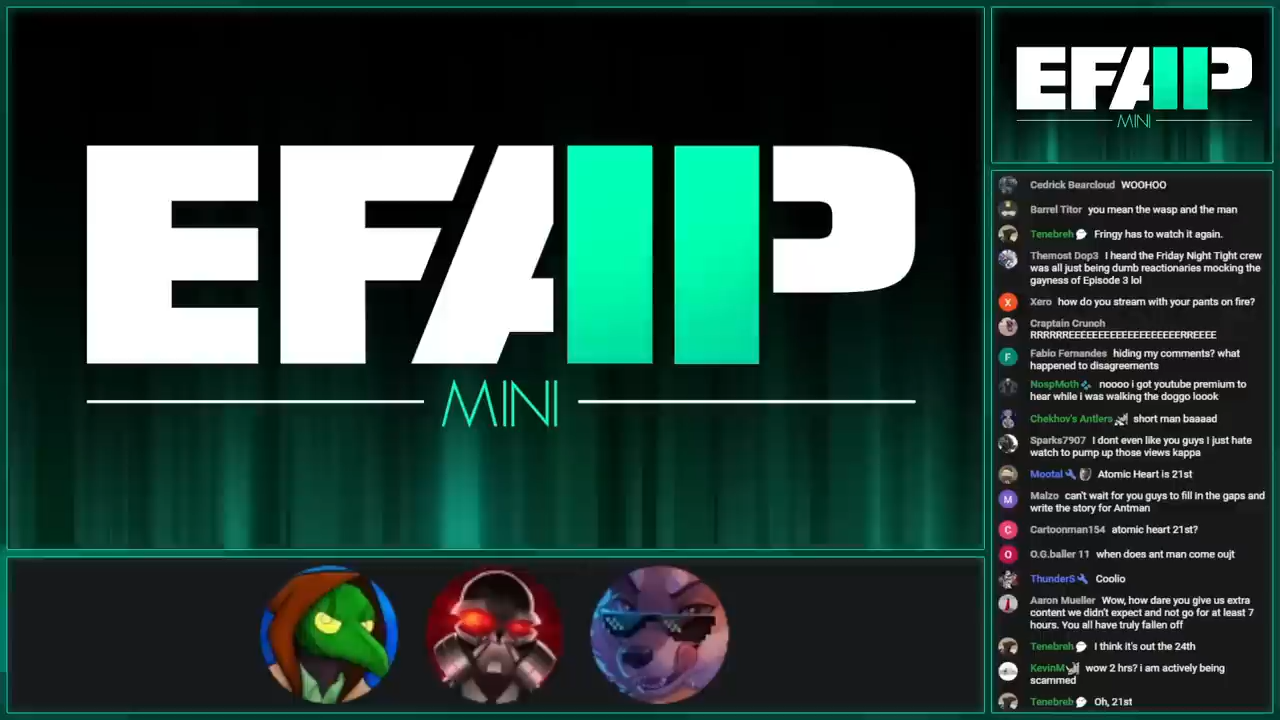 EFAP
MINI
EFAP
MINI
Cedrick Bearcloud WOOHOO
Barrel Titor you mean the wasp and the man
Tenebreh Fringy has to watch it again.
Themost Dop3 I heard the Friday Night Tight crew
was all just being dumb reactionaries mocking the
gayness of Episode 3 lol
X
Xero how do you stream with your pants on fire?
Craptain Crunch
RRRRRREEEEEEEEEEEEEEEEEEEEEERREEEE
F
Fabio Fernandes hiding my comments? what
happened to disagreements
NospMoth noooo i got youtube premium to
hear while i was walking the doggo loook
Chekhov's Antlers short man baaaad
Sparks7907 I dont even like you guys I just hate
watch to pump up those views kappa
Mootal Atomic Heart is 21st
M
Malzo can't wait for you guys to fill in the gaps and
write the story for Antman
C
Cartoonman154 atomic heart 21st?
O
O.G.baller 11 when does ant man come oujt
ThunderS Coolio
Aaron Mueller Wow, how dare you give us extra
content we didn't expect and not go for at least 7
hours. You all have truly fallen off
Tenebreh I think it's out the 24th
KevinM wow 2 hrs? i am actively being
scammed
Tenebreh Oh, 21st